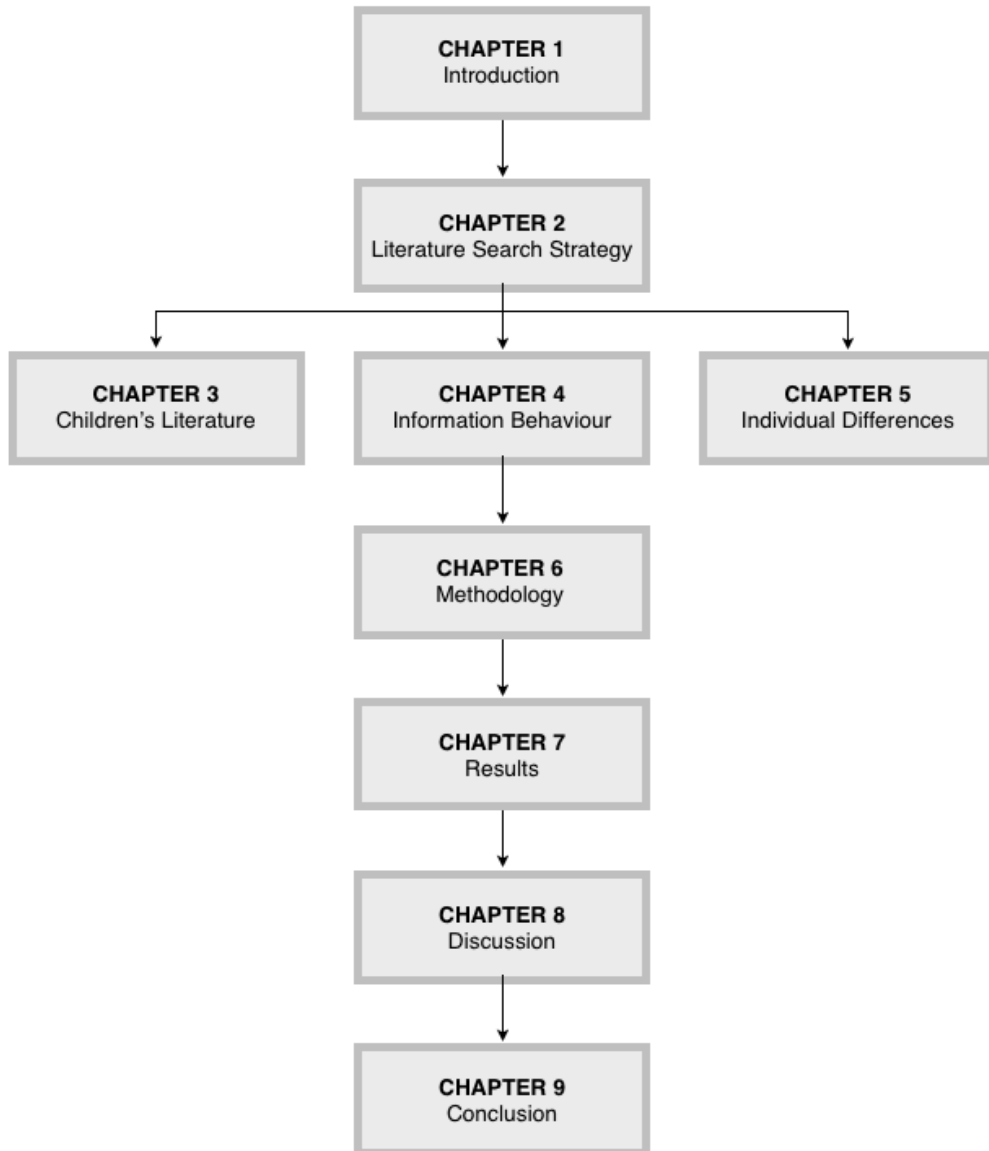 CHAPTER 1
Introduction
CHAPTER 2
Literature Search Strategy
CHAPTER 3
Children's Literature
CHAPTER 4
Information Behaviour
CHAPTER 5
Individual Differences
CHAPTER 6
Methodology
CHAPTER 7
Results
CHAPTER 8
Discussion
CHAPTER 9
Conclusion